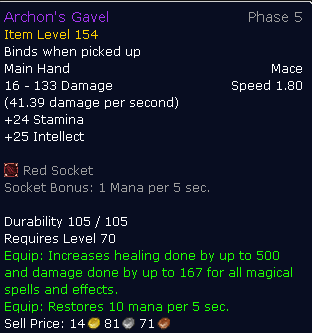 Archon's Gavel Phase 5
Item Level 154
Binds when picked up
Main Hand Mace
16 - 133 Damage Speed 1.80
(41.39 damage per second)
+24 Stamina
+25 Intellect
Red Socket
Socket Bonus: 1 Mana per 5 sec.
Durability 105 / 105
Requires Level 70
Equip: Increases healing done by up to 500
and damage done by up to 167 for all magical
spells and effects.
Equip: Restores 10 mana per 5 sec.
Sell Price: 14 81 71